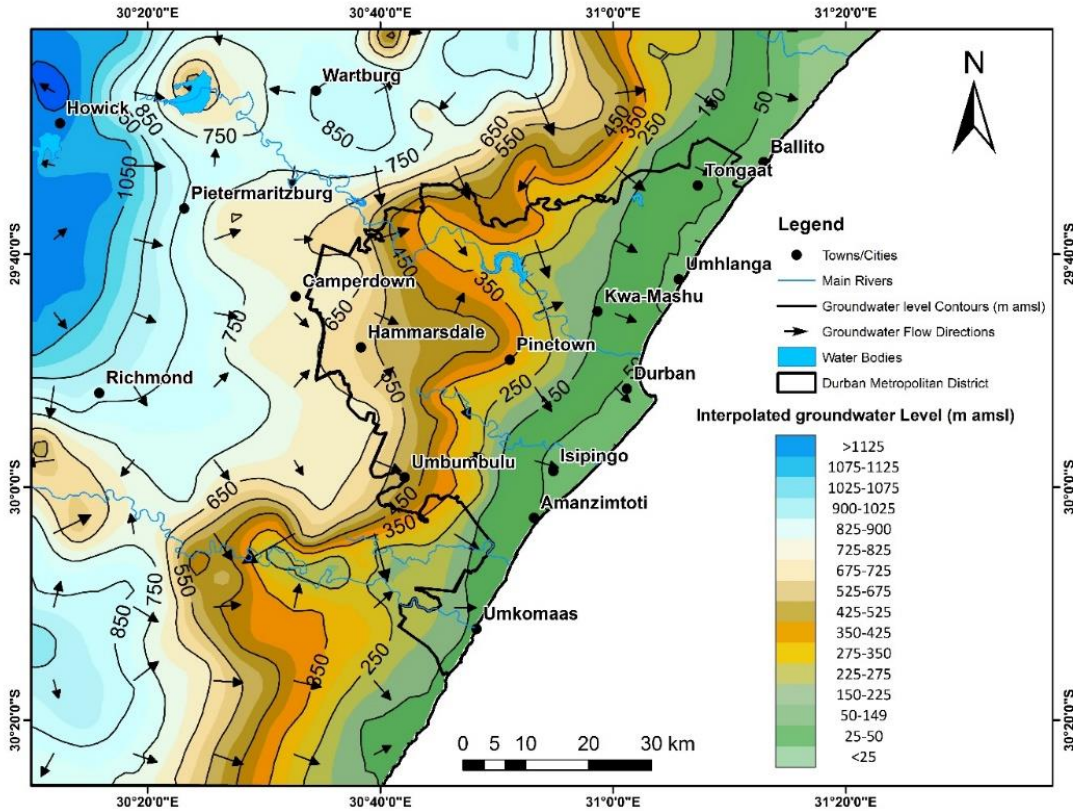 30°20'0"E 30°40'0"E 31°0'0"E 31°20'0"E
Wartburg
N
Howick
50
850
850
750
850
750
650
550
450
350
250
150
50
Ballito
Tongaat
1050
Pietermaritzburg
29°40'0"S
29°40'0"S
450
350
Umhlanga
Camperdown
650
750
Kwa-Mashu
Hammarsdale
Pinetown
Richmond
550
250
150
50
Durban
Isipingo
Umbumbulu
450
30°0'0"S
30°0'0"S
650
350
Amanzimtoti
550
750
850
Umkomaas
350
250
30°20'0"S
30°20'0"S
Legend
Towns/Cities
Main Rivers
Groundwater level Contours (m amsl)
Groundwater Flow Directions
Water Bodies
Durban Metropolitan District
Interpolated groundwater Level (m amsl)
>1125
1075-1125
1025-1075
900-1025
825-900
725-825
675-725
525-675
425-525
350-425
275-350
225-275
150-225
50-149
25-50
<25
0 5 10 20 30 km
30°20'0"E 30°40'0"E 31°0'0"E 31°20'0"E